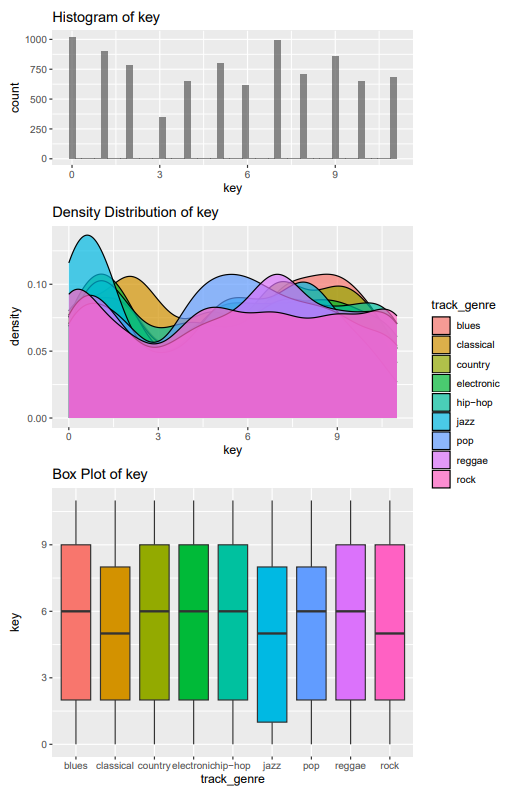 Histogram of key
1000
750
500
250
0
count
0 3 6 9
key
Density Distribution of key
0.10
0.05
0.00
density
0 3 6 9
key
track_genre
blues
classical
country
electronic
hip−hop
jazz
pop
reggae
rock
Box Plot of key
9
6
3
0
key
blues classical country electronic hip−hop jazz pop reggae rock
track_genre